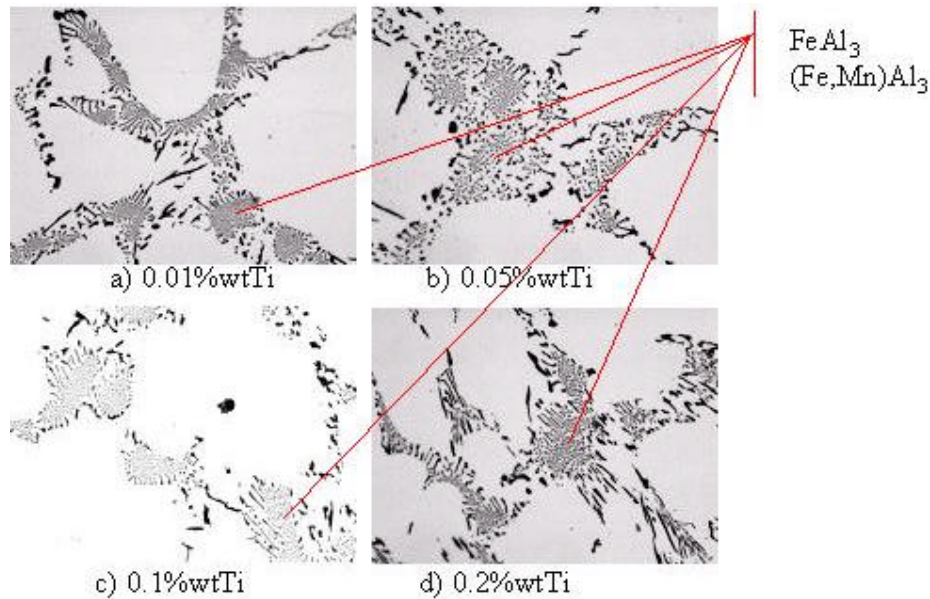 FeAl3
(Fe,Mn)Al3
a) 0.01%wtTi
b) 0.05%wtTi
c) 0.1%wtTi
d) 0.2%wtTi